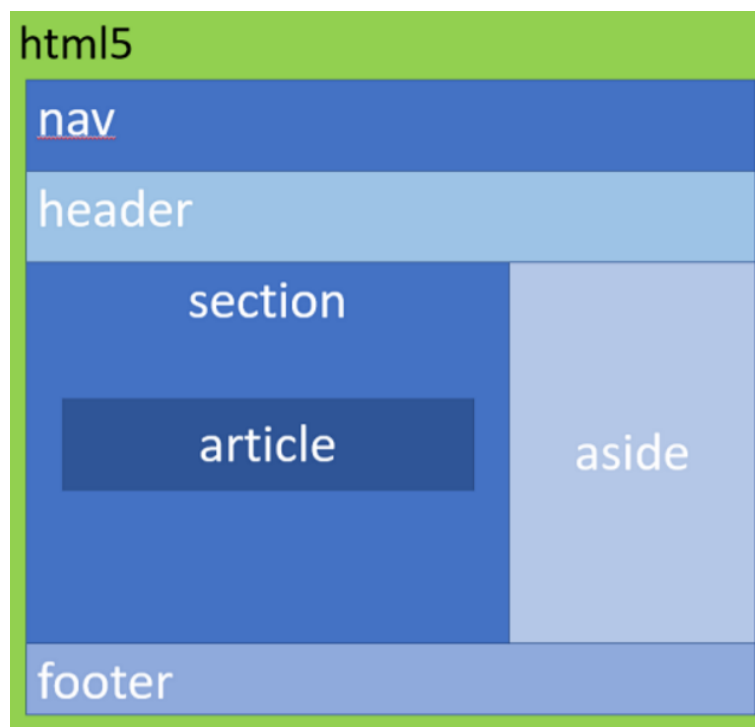 html5
nav
header
section
article
aside
footer